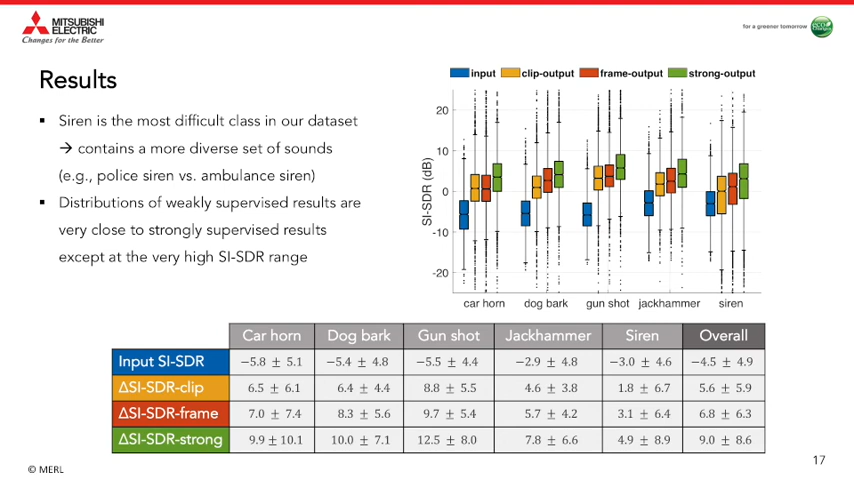 MITSUBISHI
ELECTRIC
Changes for the Better
for a greener tomorrow
Results
▪ Siren is the most difficult class in our dataset
→ contains a more diverse set of sounds
(e.g., police siren vs. ambulance siren)
▪ Distributions of weakly supervised results are
very close to strongly supervised results
except at the very high SI-SDR range
input clip-output frame-output strong-output
SI-SDR (dB)
20
10
0
-10
-20
car horn dog bark gun shot jackhammer siren
Car horn Dog bark Gun shot Jackhammer Siren Overall
Input SI-SDR −5.8 ± 5.1 −5.4 ± 4.8 −5.5 ± 4.4 −2.9 ± 4.8 −3.0 ± 4.6 −4.5 ± 4.9
ΔSI-SDR-clip 6.5 ± 6.1 6.4 ± 4.4 8.8 ± 5.5 4.6 ± 3.8 1.8 ± 6.7 5.6 ± 5.9
ΔSI-SDR-frame 7.0 ± 7.4 8.3 ± 5.6 9.7 ± 5.4 5.7 ± 4.2 3.1 ± 6.4 6.8 ± 6.3
ΔSI-SDR-strong 9.9 ± 10.1 10.0 ± 7.1 12.5 ± 8.0 7.8 ± 6.6 4.9 ± 8.9 9.0 ± 8.6
© MERL
17